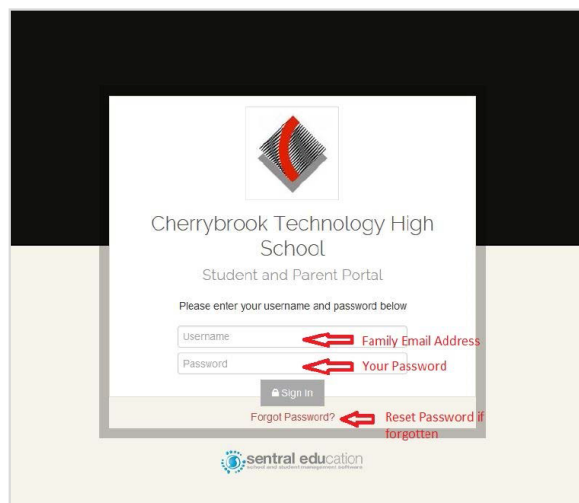 Cherrybrook Technology High
School
Student and Parent Portal
Please enter your username and password below
Username
Family Email Address
Password
Your Password
Sign In
Forgot Password?
Reset Password if
forgotten
sentral education
school and student management software